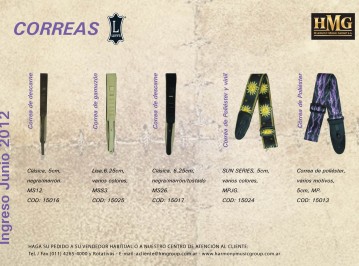 CORREAS
L
HMG
Ingreso Junio 2012
Correa de descarne
Correa de gamuzón
Correa de descarne
Correa de Poliéster y vinil
Correa de Poliéster
Clásica, 5cm,
negra/marrón.
MS12.
COD: 15016
Lisa,6.25cm,
varios colores,
MSS3
COD: 15025
Clásica, 6.25cm,
negra/marrón/tostado
MS26.
COD: 15017
SUN SERIES, 5cm,
varios colores,
MPJG.
COD: 15024
Correa de poliéster,
varios motivos,
5cm, MP.
COD: 15013
HAGA SU PEDIDO A SU VENDEDOR HABITUAL O A NUESTRO CENTRO DE ATENCIÓN AL CLIENTE: